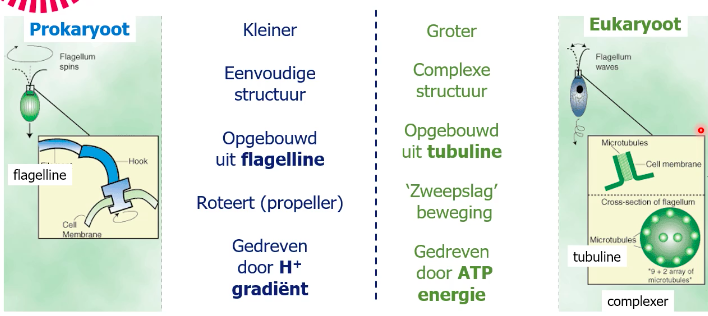 Prokaryoot
Flagellum
spins
Hook
flagelline
Cell
Membrane
Kleiner
Eenvoudige
structuur
Opgebouwd
uit flagelline
Roteert (propeller)
Gedreven
door H⁺
gradiënt
Groter
Complexe
structuur
Opgebouwd
uit tubuline
‘Zweepslag’
beweging
Gedreven
door ATP
energie
Eukaryoot
Flagellum
waves
Microtubules
Cell membrane
Cross-section of flagellum
Microtubules
tubuline
"9 + 2 array of
microtubules"
complexer